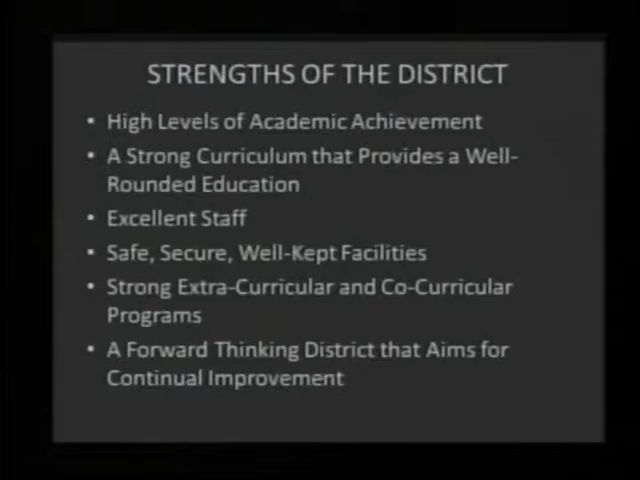 STRENGTHS OF THE DISTRICT
• High Levels of Academic Achievement
• A Strong Curriculum that Provides a Well-
Rounded Education
• Excellent Staff
• Safe, Secure, Well-Kept Facilities
• Strong Extra-Curricular and Co-Curricular
Programs
• A Forward Thinking District that Aims for
Continual Improvement